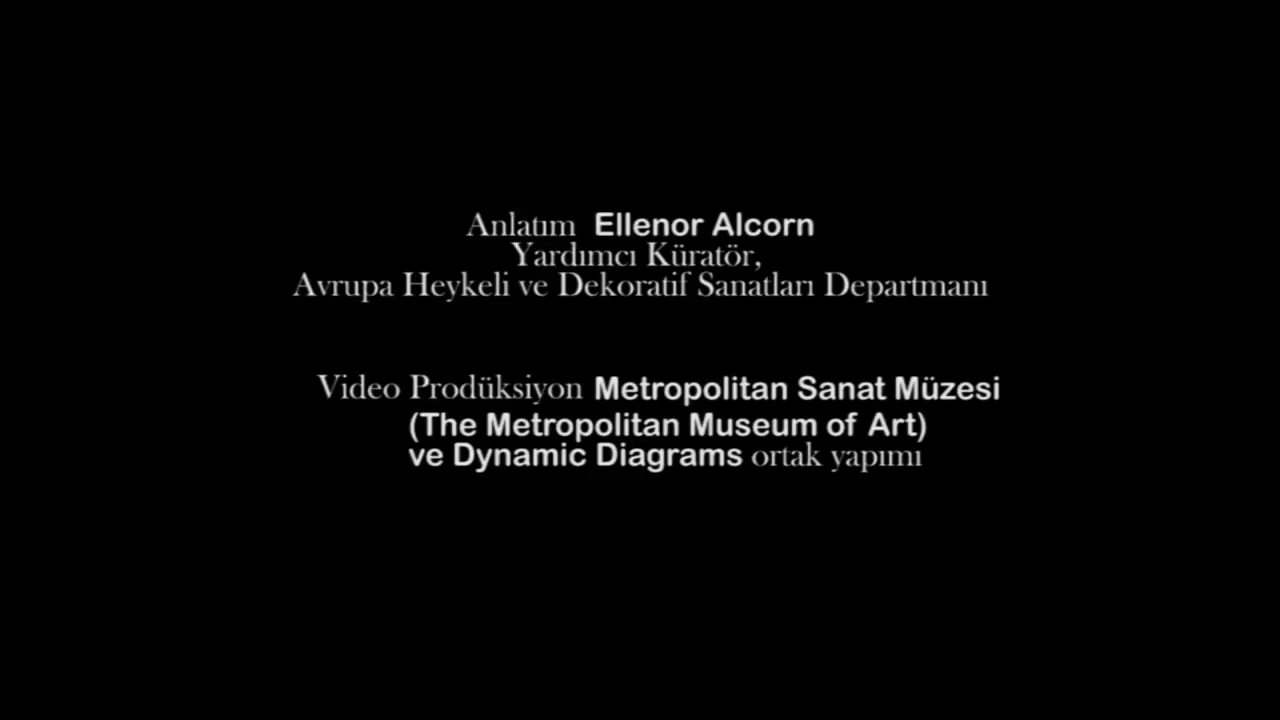 Anlatım Ellenor Alcorn
Yardımcı Küratör,
Avrupa Heykeli ve Dekoratif Sanatları Departmanı
Video Prodüksiyon Metropolitan Sanat Müzesi
(The Metropolitan Museum of Art)
ve Dynamic Diagrams ortak yapımı